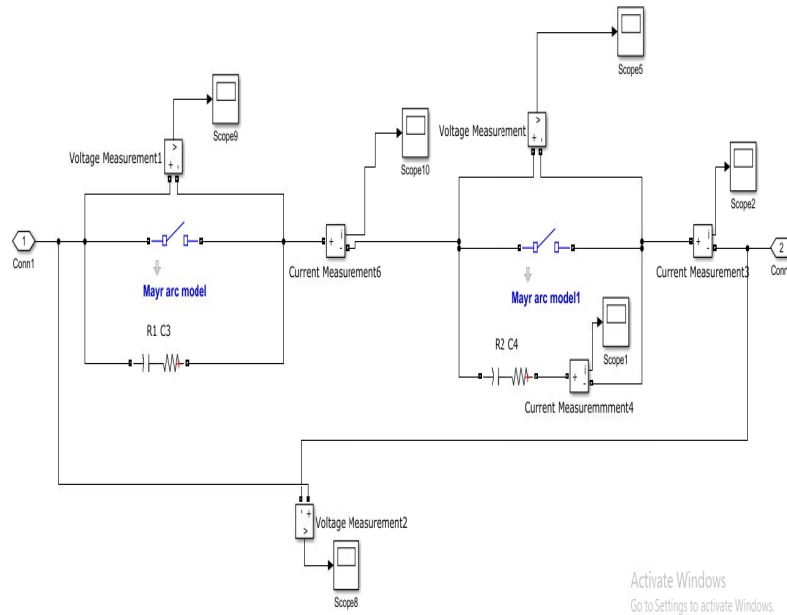 Scope5
Scope9
Voltage Measurement1
Voltage Measurement
Scope10
Scope2
1
Conn1
i
+
-
Current Measurement6
Mayr arc model
R1 C3
i
+
-
Current Measurement3
2
Conn
Mayr arc model1
R2 C4
Scope1
i
+
-
Current Measuremmment4
Voltage Measurement2
Scope8
Activate Windows
Go to Settings to activate Windows.